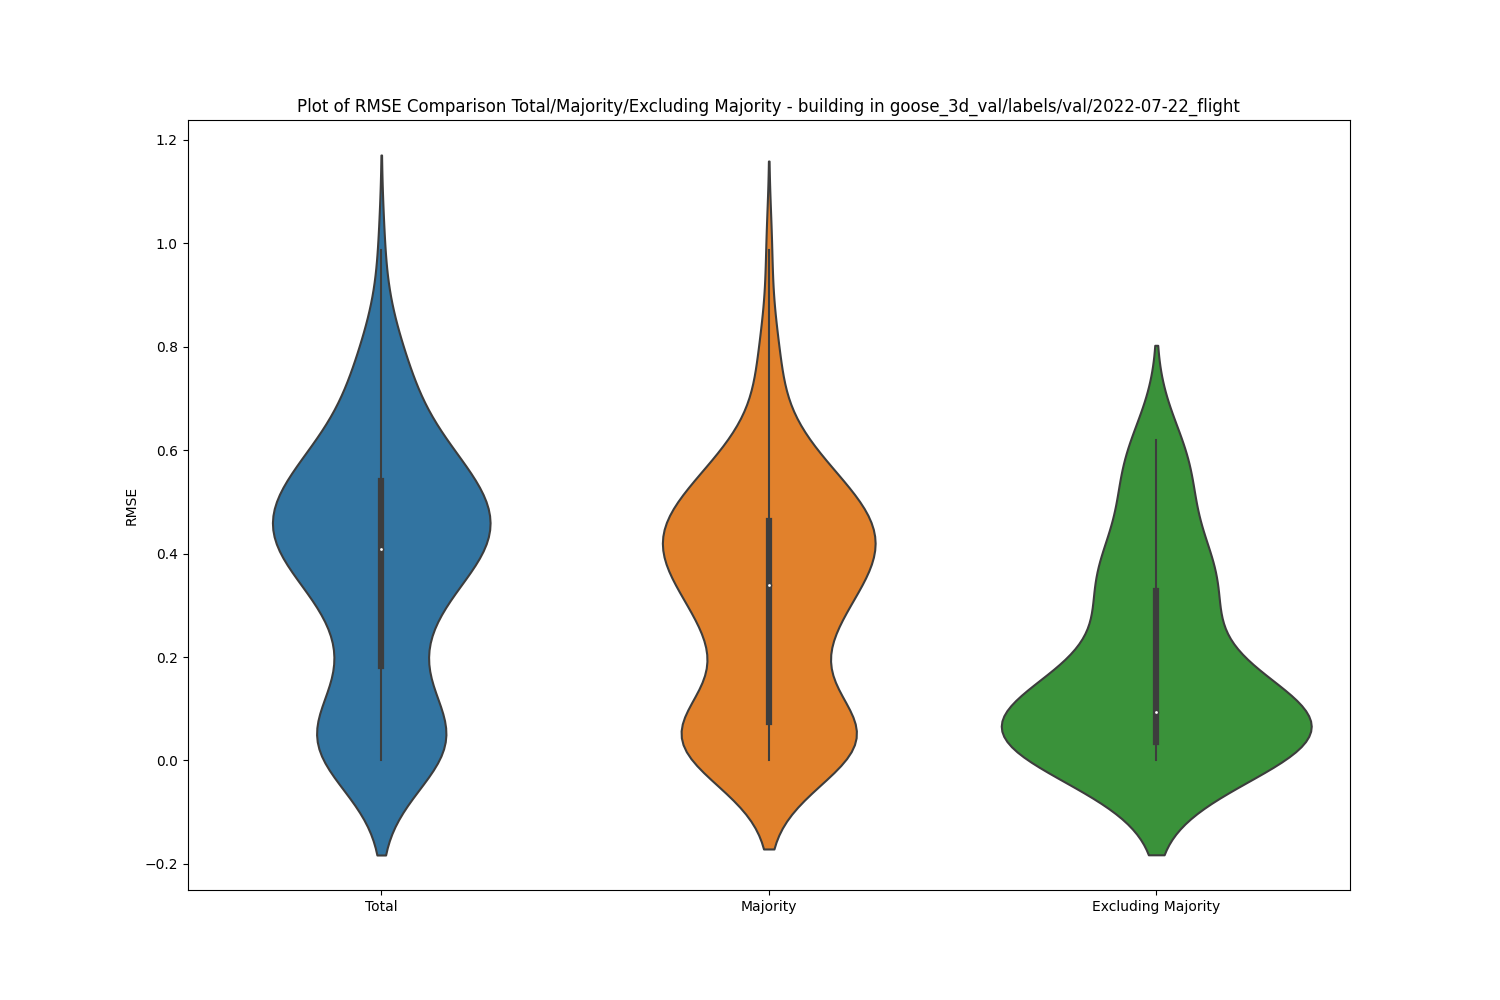 Plot of RMSE Comparison Total/Majority/Excluding Majority - building in goose_3d_val/labels/val/2022-07-22_flight
1.2
1.0
0.8
0.6
0.4
0.2
0.0
−0.2
RMSE
Total
Majority
Excluding Majority